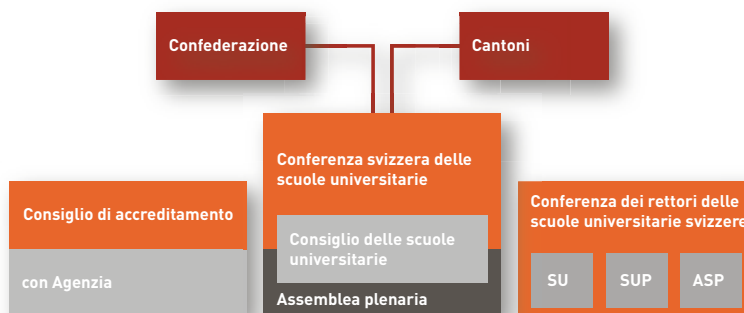 Confederazione
Cantoni
Conferenza svizzera delle
scuole universitarie
Consiglio delle scuole
universitarie
Assemblea plenaria
Consiglio di accreditamento
con Agenzia
Conferenza dei rettori delle
scuole universitarie svizzere
SU
SUP
ASP